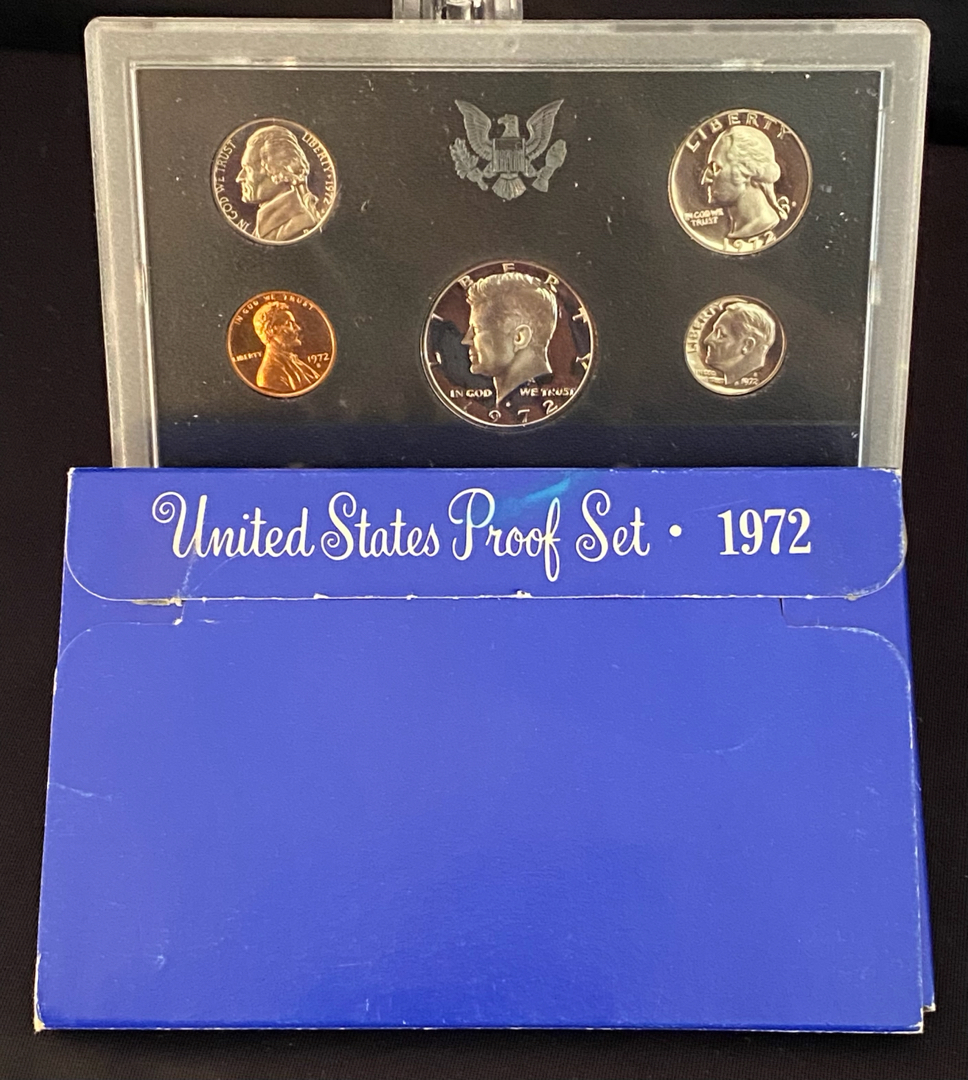 IN GOD WE TRUST
LIBERTY · 1972
S
LIBERTY
IN GOD WE
TRUST
1972
IN GOD WE TRUST
LIBERTY
1972
S
LIBERTY
IN GOD WE TRUST
1972
LIBERTY
1972
United States Proof Set · 1972